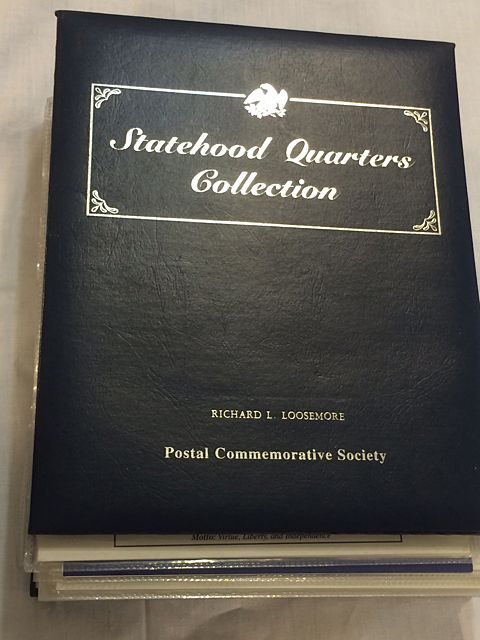 Statehood Quarters
Collection
RICHARD L. LOOSEMORE
Postal Commemorative Society
Motto: Virtue, Liberty, and Independence